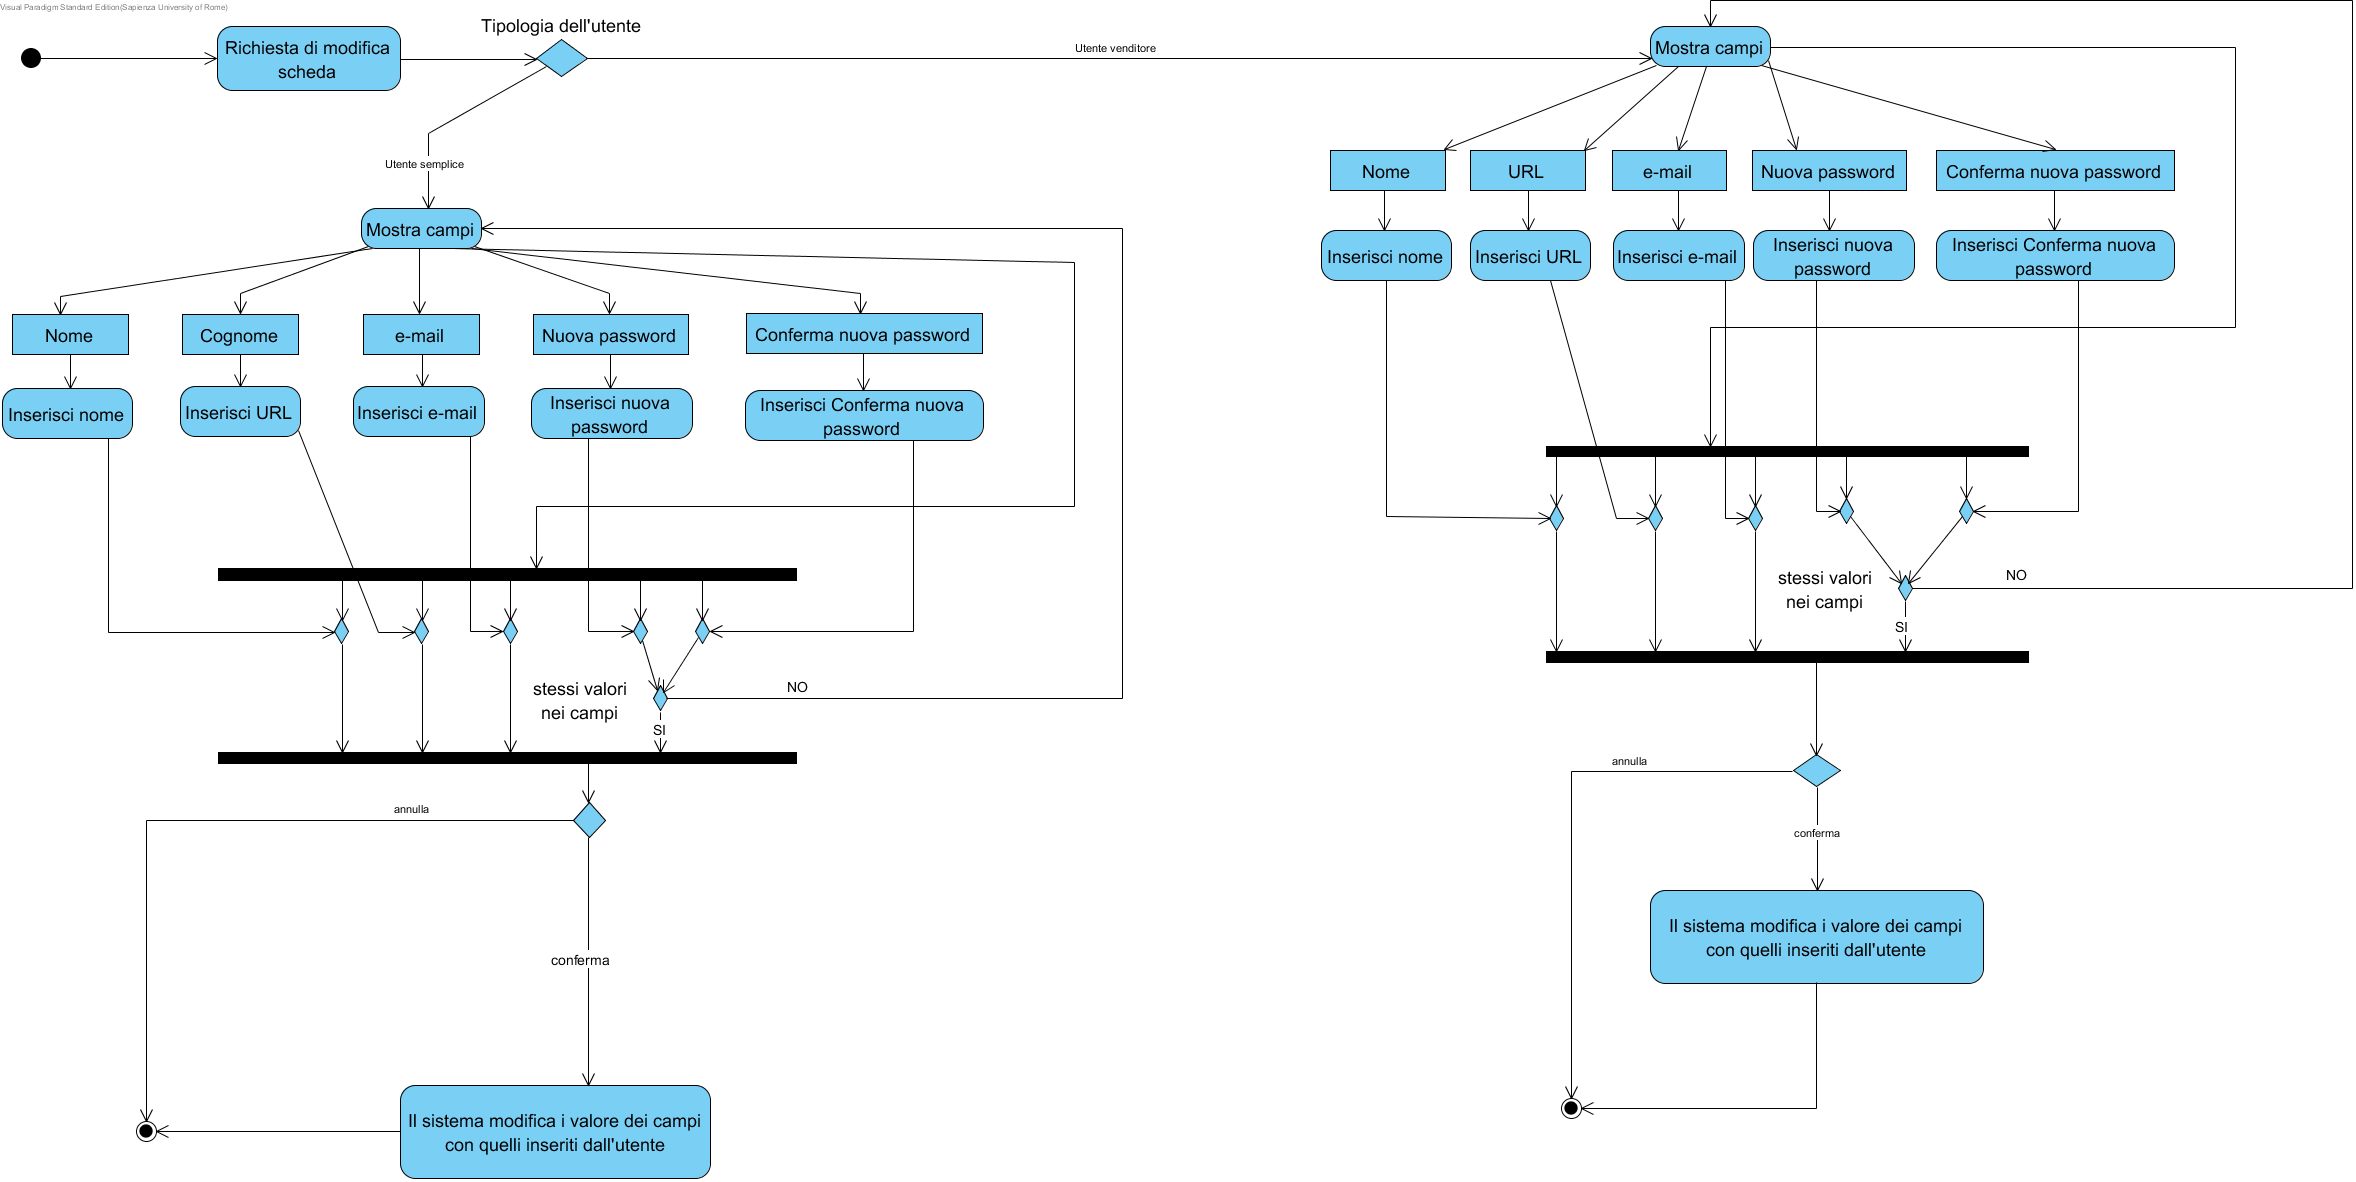 Visual Paradigm Standard Edition(Sapienza University of Rome)
Tipologia dell'utente
Richiesta di modifica
scheda
Utente venditore
Mostra campi
Nome
URL
e-mail
Nuova password
Conferma nuova password
Utente semplice
Inserisci nome
Inserisci URL
Inserisci e-mail
Inserisci nuova
password
Inserisci Conferma nuova
password
Mostra campi
Nome
Cognome
e-mail
Nuova password
Conferma nuova password
Inserisci nome
Inserisci URL
Inserisci e-mail
Inserisci nuova
password
Inserisci Conferma nuova
password
stessi valori
nei campi
NO
SI
stessi valori
nei campi
NO
SI
annulla
conferma
annulla
conferma
Il sistema modifica i valore dei campi
con quelli inseriti dall'utente
Il sistema modifica i valore dei campi
con quelli inseriti dall'utente